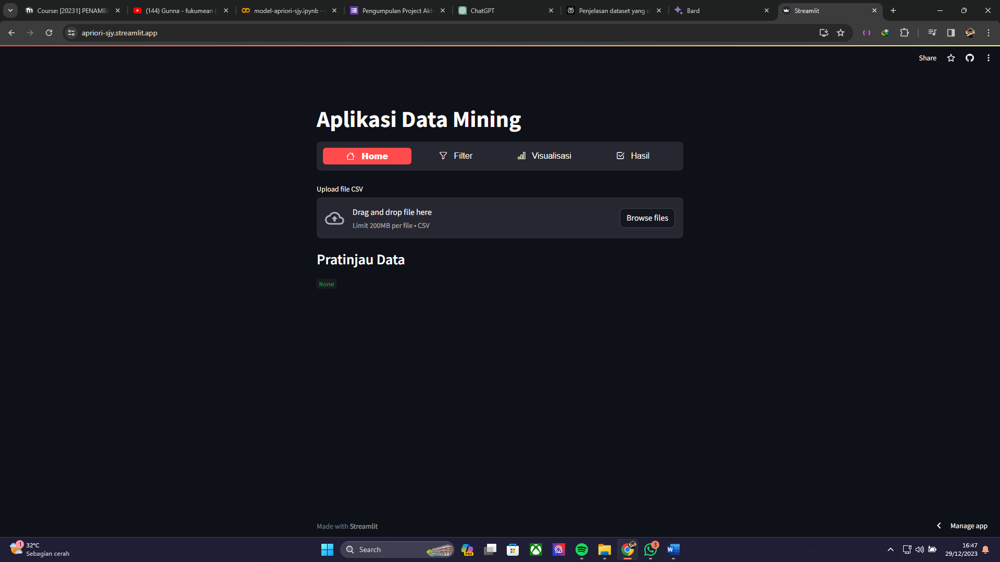 Course: [20231] PENAMBA
(144) Gunna - fukumean (
model-apriori-sjy.ipynb -
Pengumpulan Project Akh
ChatGPT
Penjelasan dataset yang d
Bard
Streamlit
apriori-sjy.streamlit.app
Share
Aplikasi Data Mining
Home
Filter
Visualisasi
Hasil
Upload file CSV
Drag and drop file here
Limit 200MB per file • CSV
Browse files
Pratinjau Data
None
Made with Streamlit
Manage app
1
32°C
Sebagian cerah
Search
PRE
3
W
16:47
29/12/2023